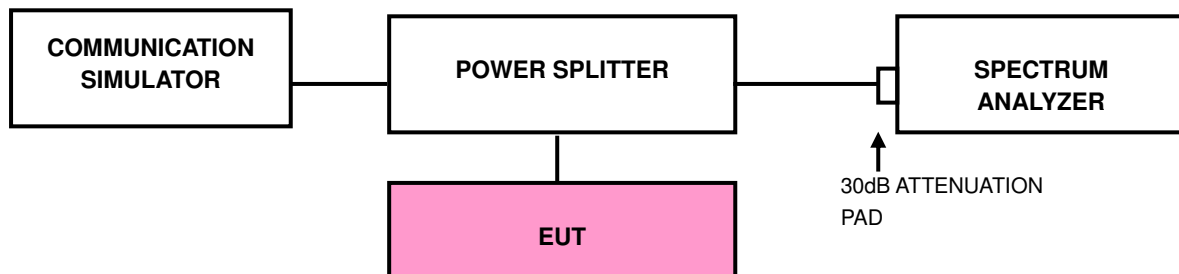 COMMUNICATION
SIMULATOR
POWER SPLITTER
SPECTRUM
ANALYZER
30dB ATTENUATION
PAD
EUT